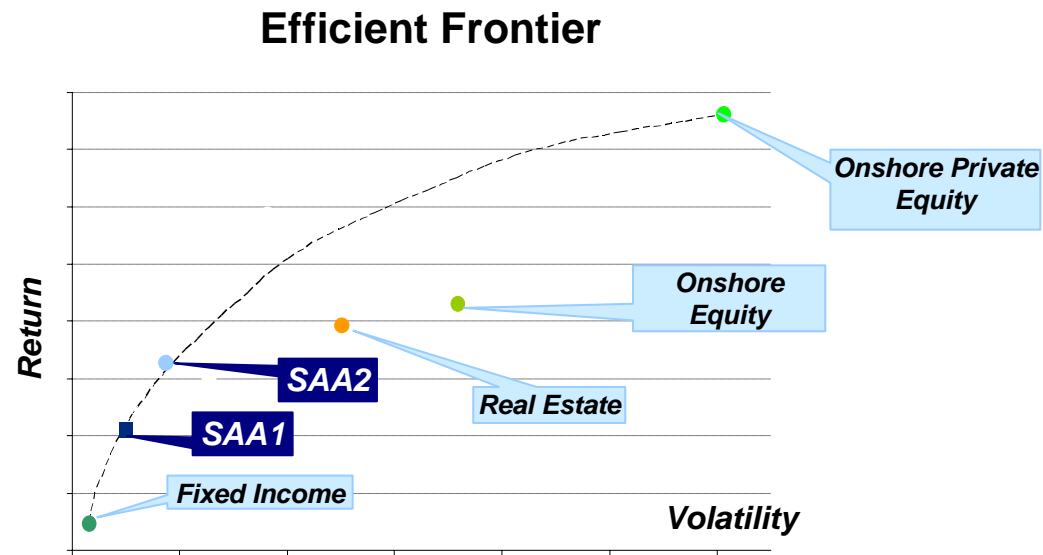 Efficient Frontier
Onshore Private
Equity
Onshore
Equity
Return
SAA2
Real Estate
SAA1
Fixed Income
Volatility